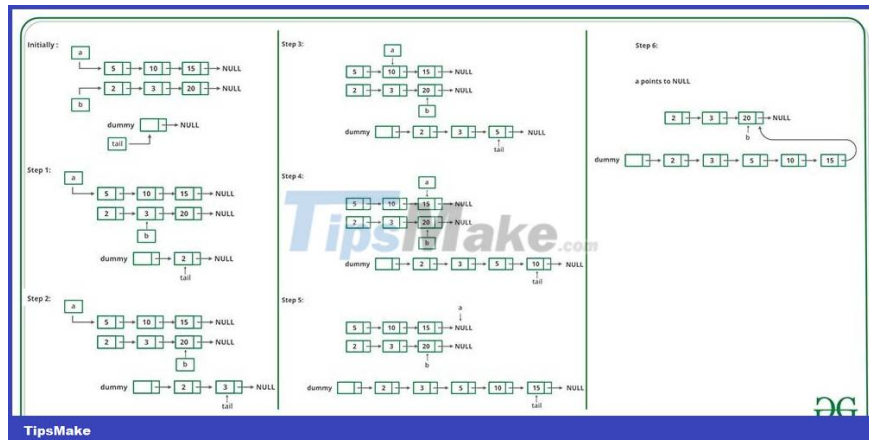 Initially :
a
5 10 15 NULL
2 3 20 NULL
b
dummy NULL
tail
Step 1:
a
5 10 15 NULL
2 3 20 NULL
b
dummy 2 NULL
tail
Step 2:
a
5 10 15 NULL
2 3 20 NULL
b
dummy 2 3 NULL
tail
Step 3:
a
5 10 15 NULL
2 3 20 NULL
b
dummy 2 3 5 NULL
tail
Step 4:
a
5 10 15 NULL
2 3 20 NULL
b
dummy 2 3 5 10 NULL
tail
Step 5:
a
5 10 15 NULL
2 3 20 NULL
b
dummy 2 3 5 10 15 NULL
tail
Step 6:
a points to NULL
2 3 20 NULL
b
dummy 2 3 5 10 15
TipsMake.com
TipsMake